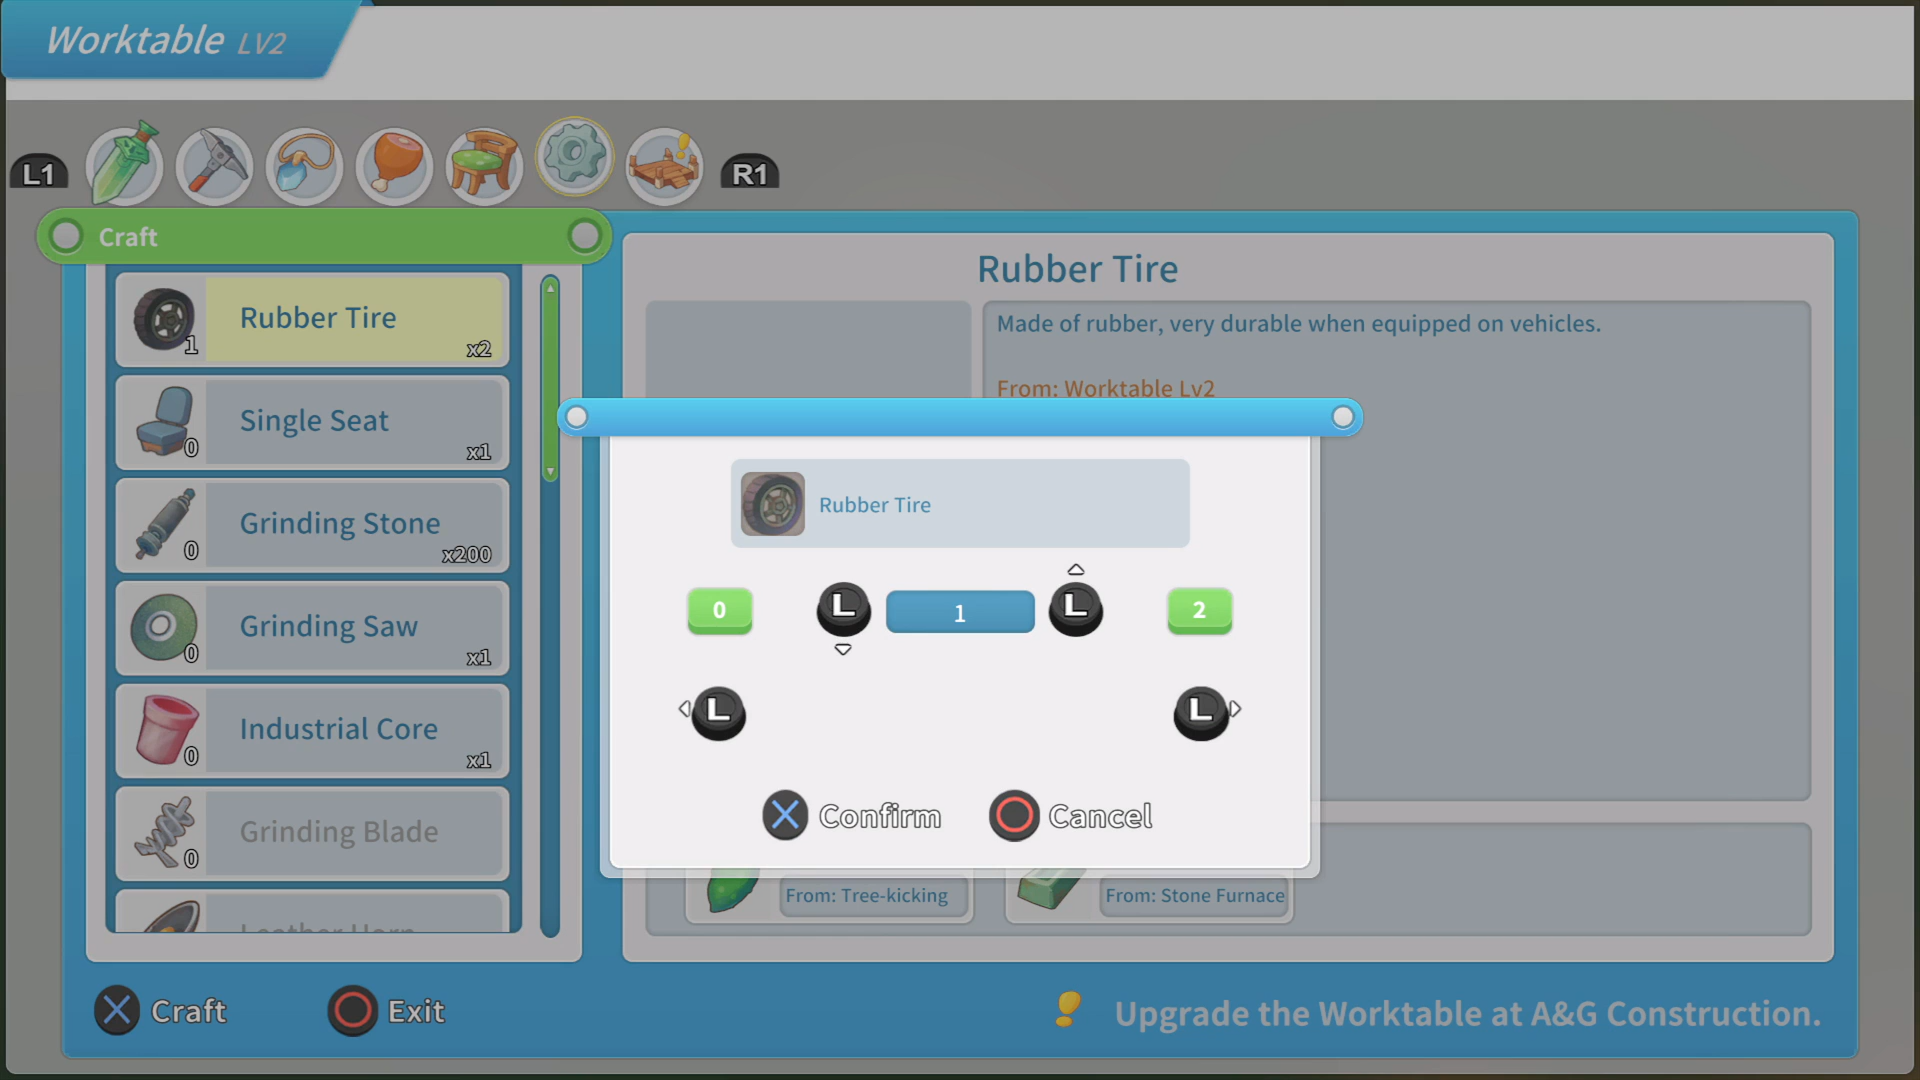 Worktable LV2
L1
R1
Craft
Rubber Tire
1
x2
Single Seat
0
x1
Grinding Stone
0
x200
Grinding Saw
0
x1
Industrial Core
0
x1
Grinding Blade
0
Leather Horn
Rubber Tire
Made of rubber, very durable when equipped on vehicles.
From: Worktable Lv2
Rubber Tire
0
L
1
L
2
L
L
Confirm
Cancel
From: Tree-kicking
From: Stone Furnace
Craft
Exit
Upgrade the Worktable at A&G Construction.